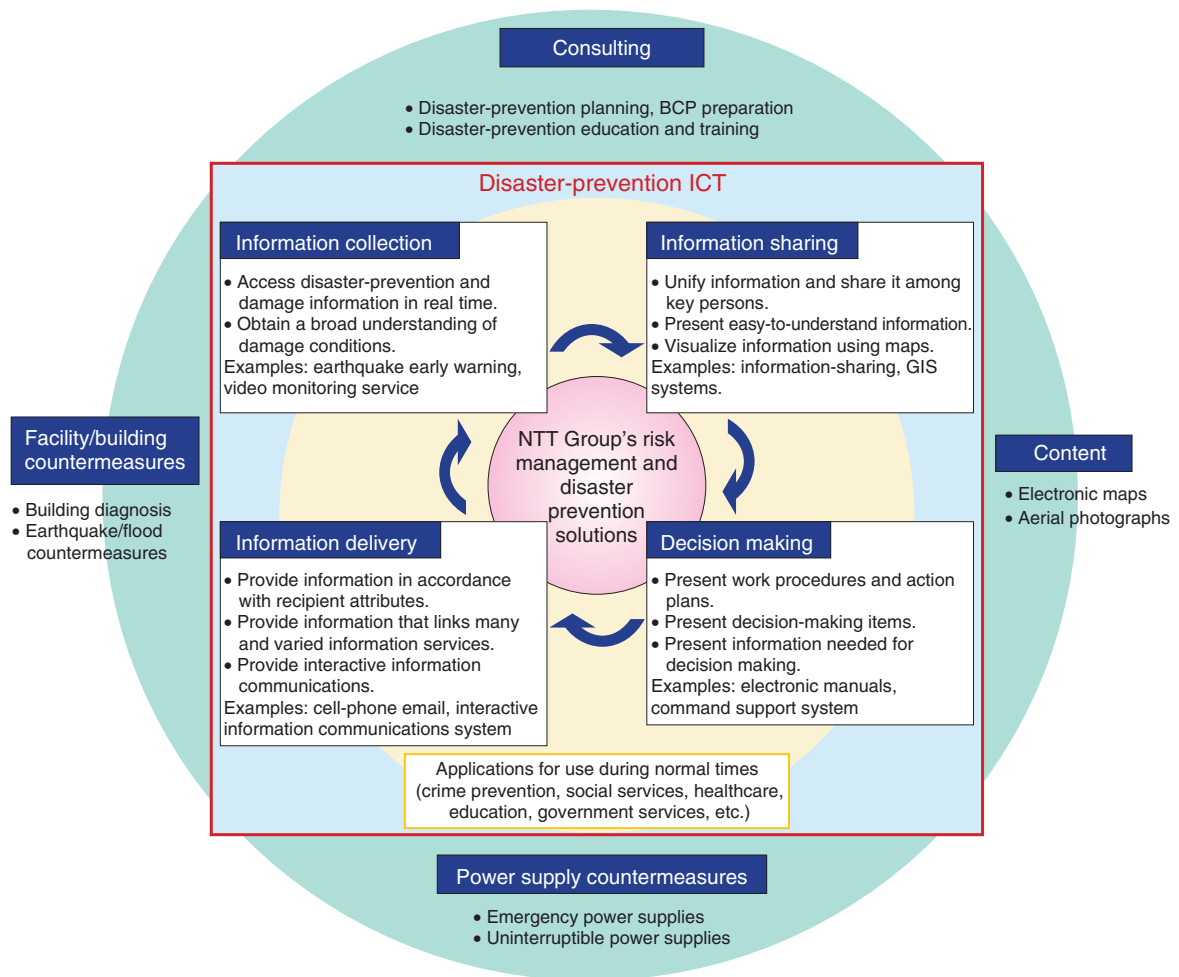 Consulting
• Disaster-prevention planning, BCP preparation
• Disaster-prevention education and training
Disaster-prevention ICT
Information collection
• Access disaster-prevention and
damage information in real time.
• Obtain a broad understanding of
damage conditions.
Examples: earthquake early warning,
video monitoring service
Information sharing
• Unify information and share it among
key persons.
• Present easy-to-understand information.
• Visualize information using maps.
Examples: information-sharing, GIS
systems.
Facility/building
countermeasures
• Building diagnosis
• Earthquake/flood
countermeasures
NTT Group's risk
management and
disaster
prevention
solutions
Content
• Electronic maps
• Aerial photographs
Information delivery
• Provide information in accordance
with recipient attributes.
• Provide information that links many
and varied information services.
• Provide interactive information
communications.
Examples: cell-phone email, interactive
information communications system
Decision making
• Present work procedures and action
plans.
• Present decision-making items.
• Present information needed for
decision making.
Examples: electronic manuals,
command support system
Applications for use during normal times
(crime prevention, social services, healthcare,
education, government services, etc.)
Power supply countermeasures
• Emergency power supplies
• Uninterruptible power supplies